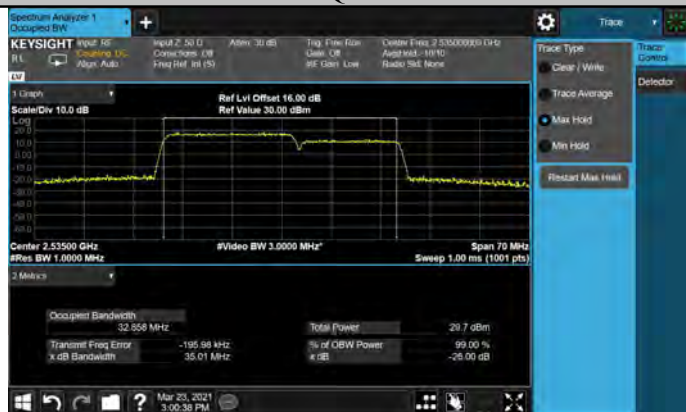 Spectrum Analyzer 1
Occupied BW
Trace
KEYSIGHT
Input: RF
Coupling: DC
Align: Auto
Input Z: 50 Ω
Corrections: Off
Freq Ref: Int (S)
Atten: 30 dB
Trig: Free Run
Gate: Off
#IF Gain: Low
Center Freq: 2.535000000 GHz
Avg|Hold: 10/10
Radio Std: None
LV
1 Graph
Scale/Div 10.0 dB
Ref Lvl Offset 16.00 dB
Ref Value 30.00 dBm
Log
20.0
10.0
0.00
Center 2.53500 GHz
#Res BW 1.0000 MHz
#Video BW 3.0000 MHz*
Span 70 MHz
Sweep 1.00 ms (1001 pts)
2 Metrics
Occupied Bandwidth
32.858 MHz
Transmit Freq Error -195.98 kHz
x dB Bandwidth 35.01 MHz
Total Power 29.7 dBm
% of OBW Power 99.00 %
x dB -26.00 dB
Mar 23, 2021
3:00:38 PM
Trace Type
Clear / Write
Trace Average
Max Hold
Min Hold
Restart Max Hold
Trace
Control
Detector